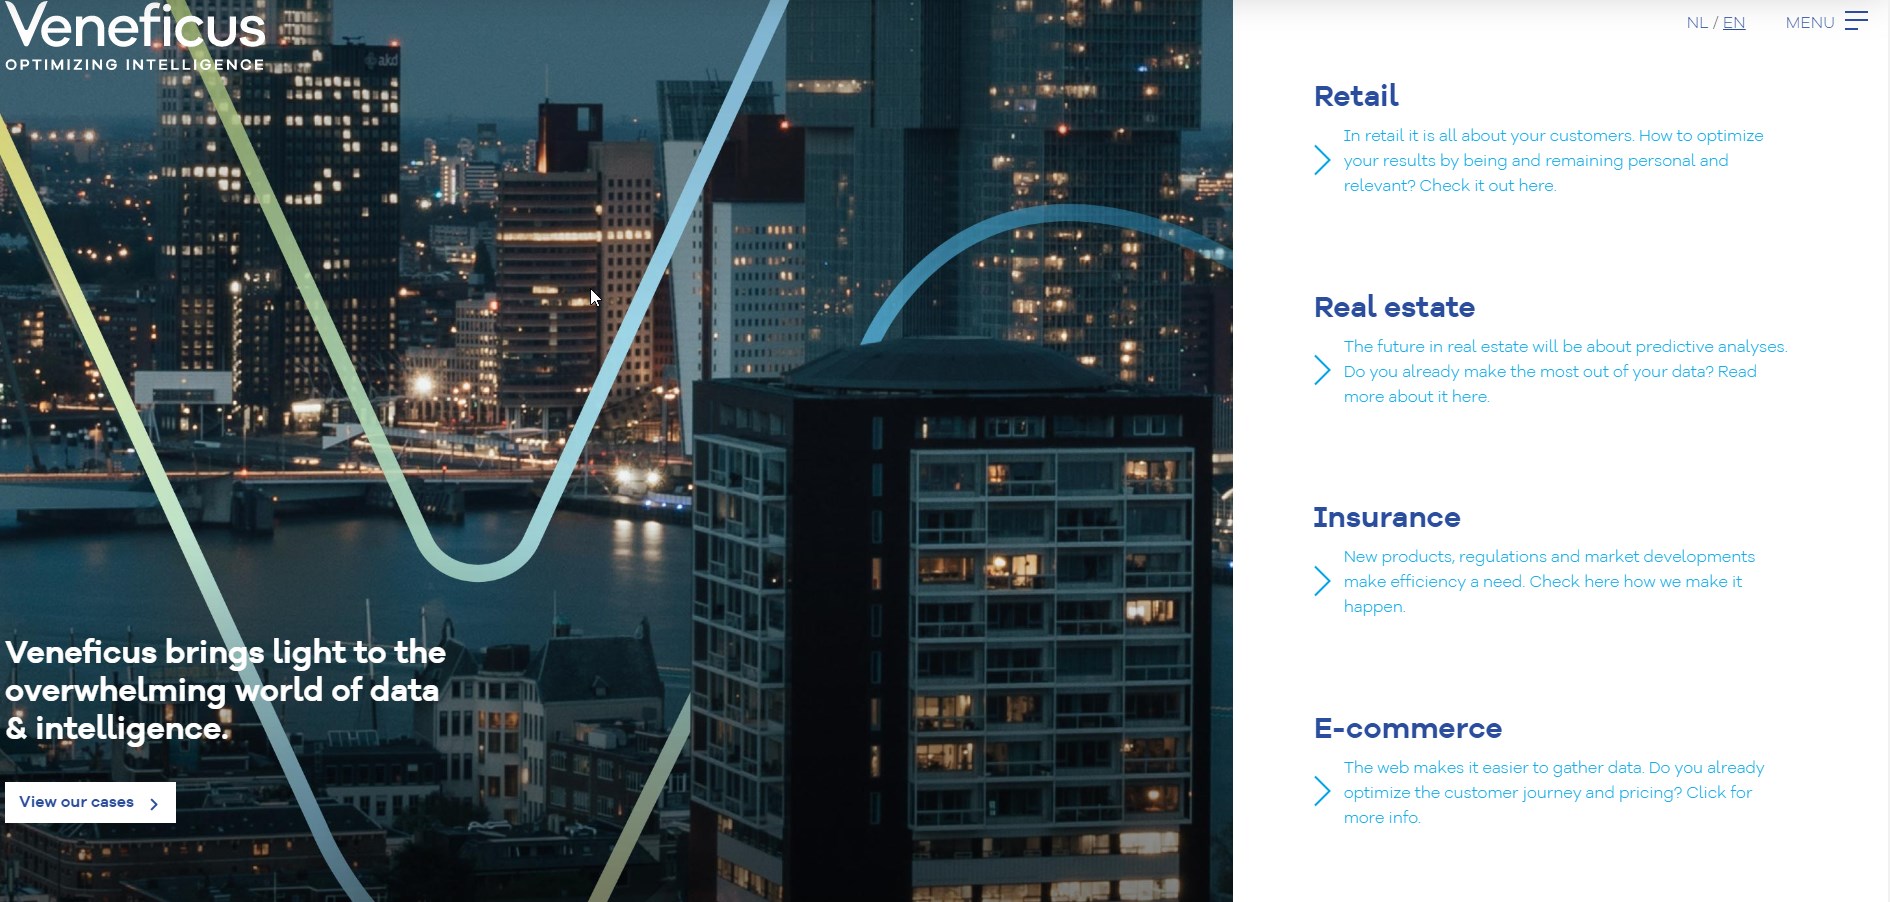 Veneficus
OPTIMIZING INTELLIGENCE
akd
Veneficus brings light to the
overwhelming world of data
& intelligence.
View our cases
NL / EN
MENU
Retail
In retail it is all about your customers. How to optimize
your results by being and remaining personal and
relevant? Check it out here.
Real estate
The future in real estate will be about predictive analyses.
Do you already make the most out of your data? Read
more about it here.
Insurance
New products, regulations and market developments
make efficiency a need. Check here how we make it
happen.
E-commerce
The web makes it easier to gather data. Do you already
optimize the customer journey and pricing? Click for
more info.